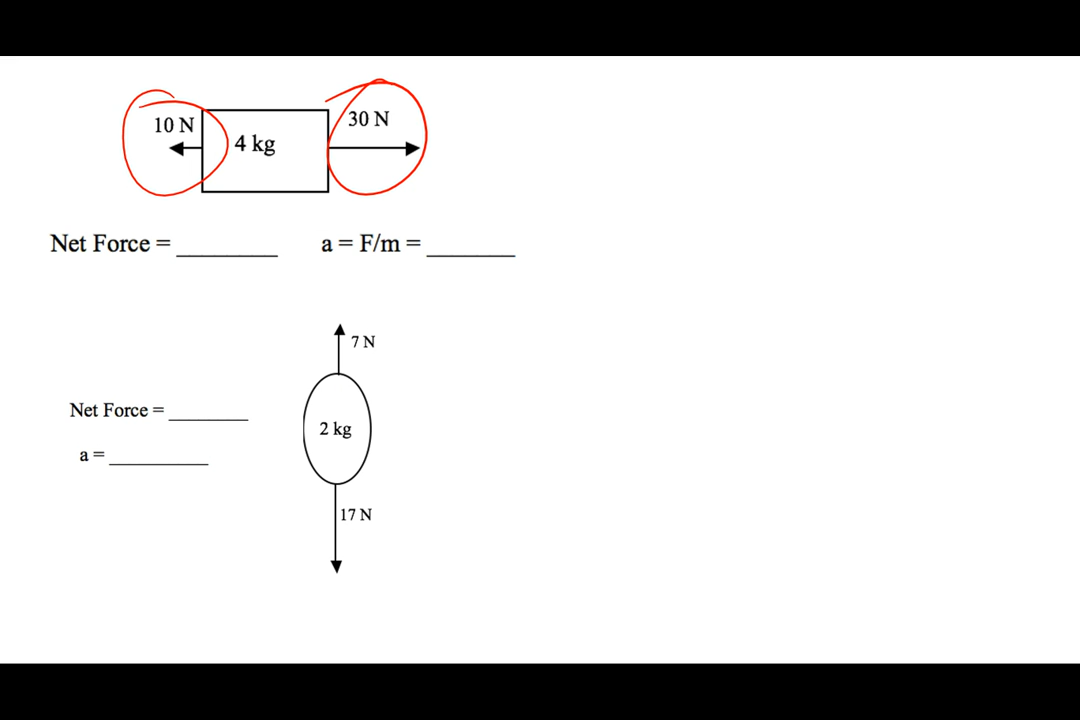 10 N
30 N
4 kg
Net Force = ________ a = F/m = _______
7 N
Net Force = ________
2 kg
a = __________
17 N